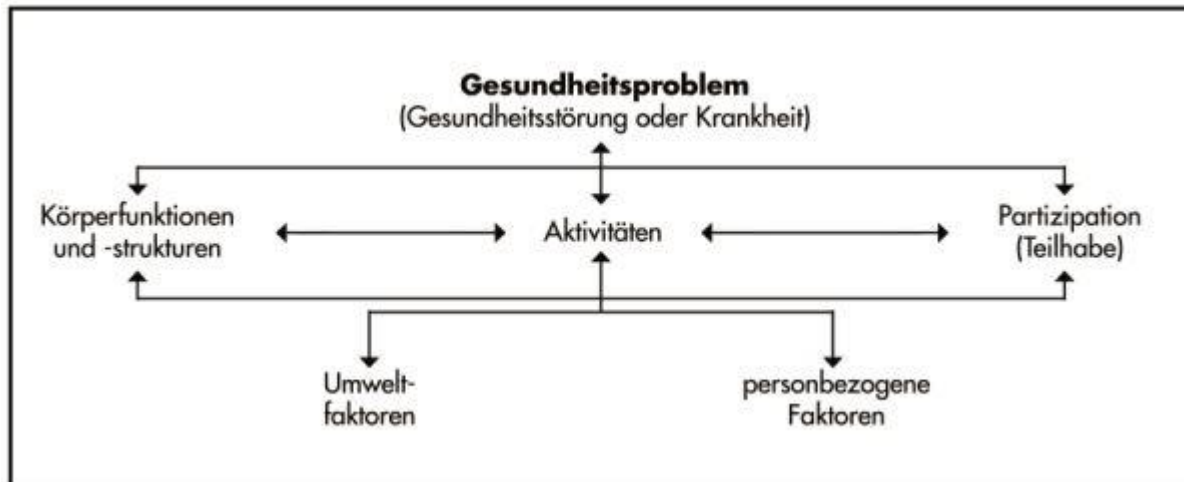 Gesundheitsproblem
(Gesundheitsstörung oder Krankheit)
Körperfunktionen
und -strukturen
Aktivitäten
Partizipation
(Teilhabe)
Umwelt-
faktoren
personbezogene
Faktoren